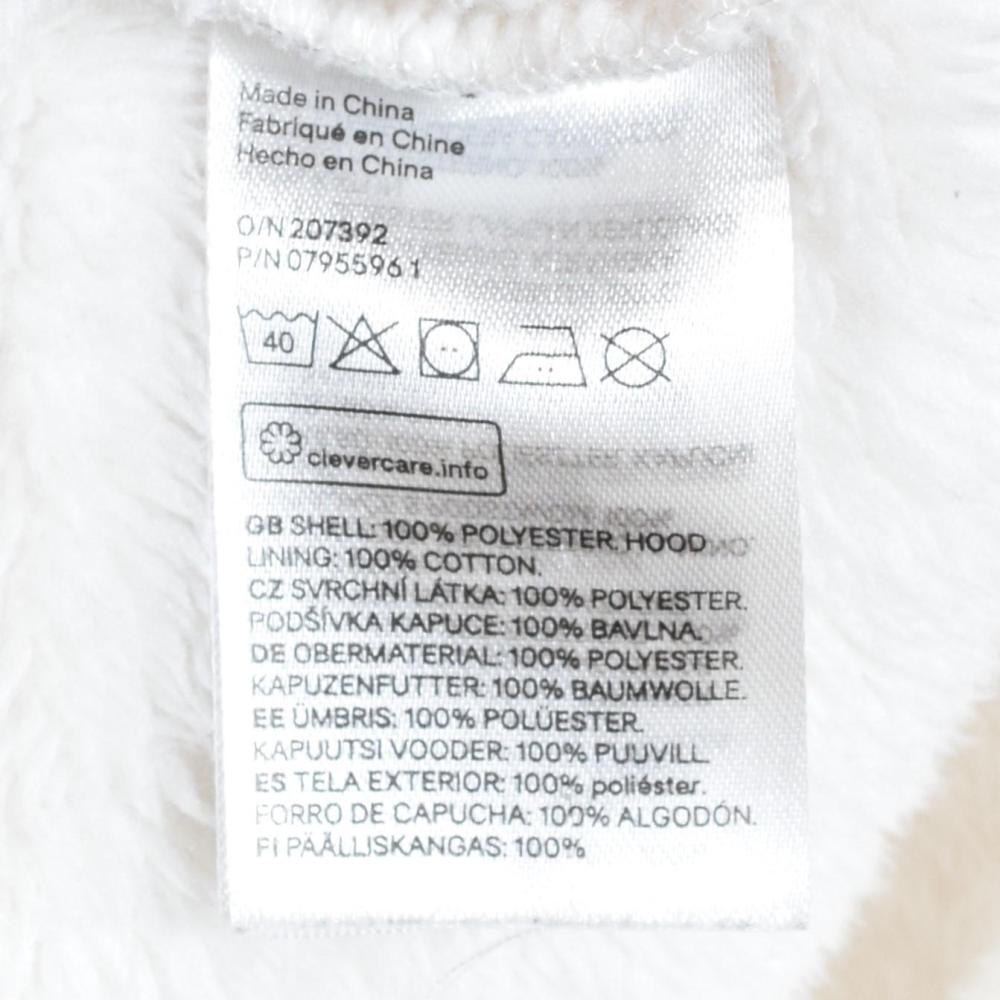 Made in China
Fabriqué en Chine
Hecho en China
O/N 207392
P/N 0795596 1
40
clevercare.info
GB SHELL: 100% POLYESTER. HOOD
LINING: 100% COTTON.
CZ SVRCHNÍ LÁTKA: 100% POLYESTER.
PODŠÍVKA KAPUCE: 100% BAVLNA.
DE OBERMATERIAL: 100% POLYESTER.
KAPUZENFUTTER: 100% BAUMWOLLE.
EE ÜMBRIS: 100% POLÜESTER.
KAPUUTSI VOODER: 100% PUUVILL.
ES TELA EXTERIOR: 100% poliéster.
FORRO DE CAPUCHA: 100% ALGODÓN.
FI PÄÄLLISKANGAS: 100%